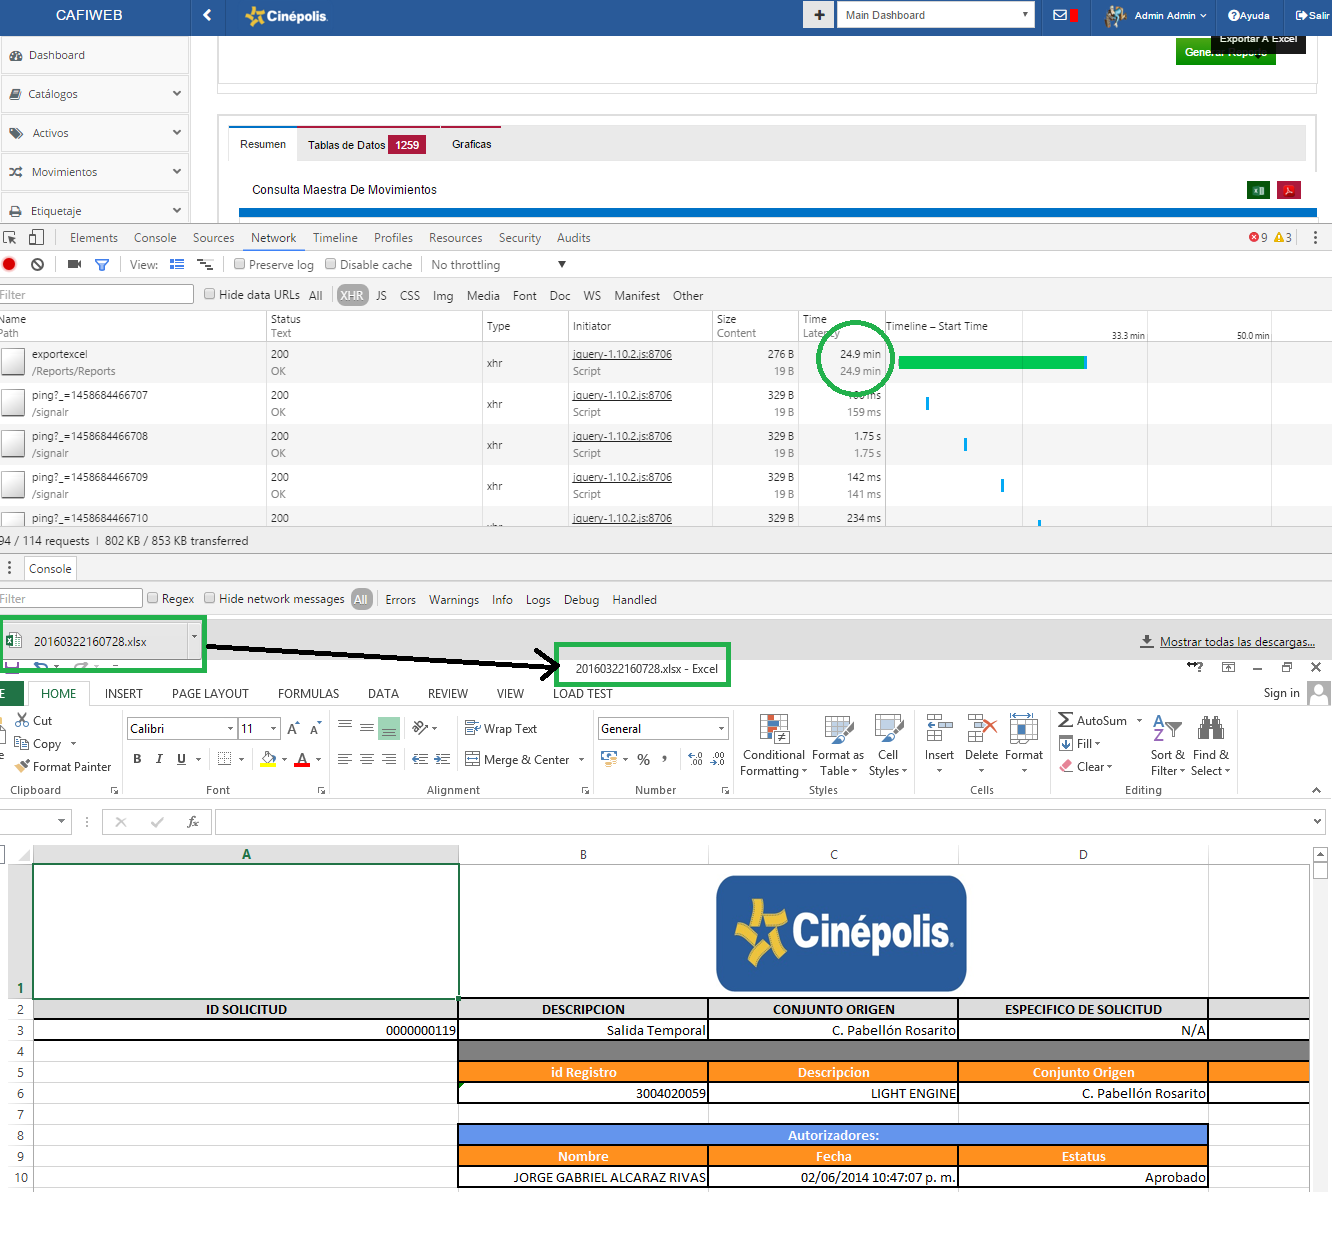 CAFIWEB
Cinépolis.
Main Dashboard
Admin Admin
Ayuda
Salir
Exportar A Excel
Dashboard
Catálogos
Activos
Movimientos
Etiquetaje
Resumen
Tablas de Datos 1259
Graficas
Consulta Maestra De Movimientos
Elements Console Sources Network Timeline Profiles Resources Security Audits
9 3
View: Preserve log Disable cache No throttling
Filter Hide data URLs All XHR JS CSS Img Media Font Doc WS Manifest Other
Name Status Type Initiator Size Time Timeline – Start Time
Path Text Content Latency 33.3 min 50.0 min
exportexcel 200 xhr jquery-1.10.2.js:8706 276 B 24.9 min
/Reports/Reports OK Script 19 B 24.9 min
ping?_=1458684466707 200 xhr jquery-1.10.2.js:8706 329 B
/signalr OK Script 19 B 159 ms
ping?_=1458684466708 200 xhr jquery-1.10.2.js:8706 329 B 1.75 s
/signalr OK Script 19 B 1.75 s
ping?_=1458684466709 200 xhr jquery-1.10.2.js:8706 329 B 142 ms
/signalr OK Script 19 B 141 ms
ping?_=1458684466710 200 jquery-1.10.2.js:8706 329 B 234 ms
94 / 114 requests | 802 KB / 853 KB transferred
Console
Filter Regex Hide network messages All Errors Warnings Info Logs Debug Handled
20160322160728.xlsx
Mostrar todas las descargas...
20160322160728.xlsx - Excel
E HOME INSERT PAGE LAYOUT FORMULAS DATA REVIEW VIEW LOAD TEST Sign in
Cut
Copy
Format Painter
Clipboard
Calibri 11
B I U
Font
Wrap Text
Merge & Center
Alignment
General
Number
Conditional Formatting
Format as Table
Cell Styles
Styles
Insert Delete Format
Cells
AutoSum
Fill
Clear
Sort & Filter
Find & Select
Editing
fx
A B C D
Cinépolis.
1
2 ID SOLICITUD DESCRIPCION CONJUNTO ORIGEN ESPECIFICO DE SOLICITUD
3 0000000119 Salida Temporal C. Pabellón Rosarito N/A
4
5 id Registro Descripcion Conjunto Origen
6 3004020059 LIGHT ENGINE C. Pabellón Rosarito
7
8 Autorizadores:
9 Nombre Fecha Estatus
10 JORGE GABRIEL ALCARAZ RIVAS 02/06/2014 10:47:07 p. m. Aprobado